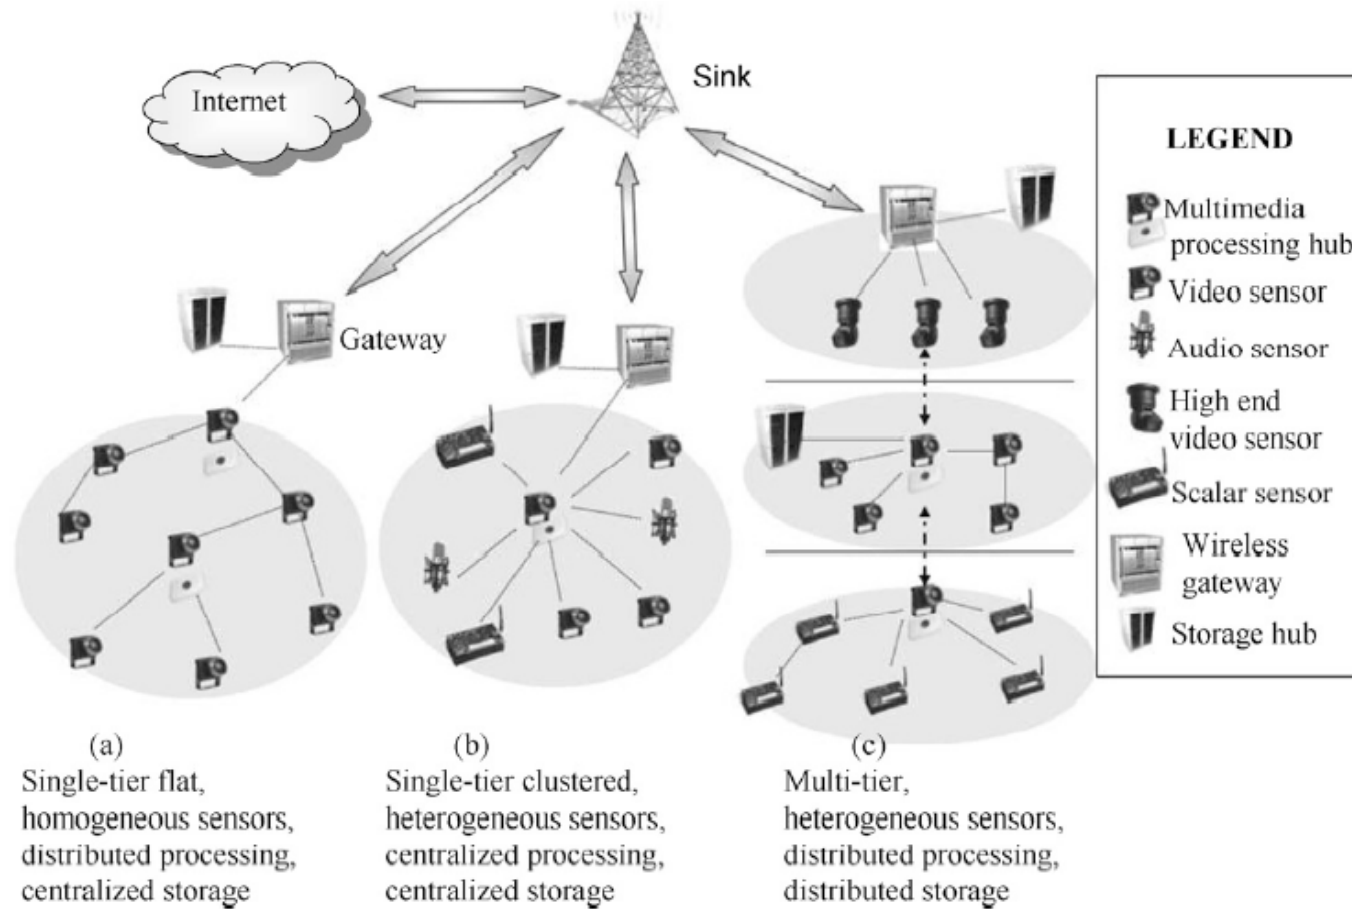 Internet
Sink
Gateway
LEGEND
Multimedia
processing hub
Video sensor
Audio sensor
High end
video sensor
Scalar sensor
Wireless
gateway
Storage hub
(a)
Single-tier flat,
homogeneous sensors,
distributed processing,
centralized storage
(b)
Single-tier clustered,
heterogeneous sensors,
centralized processing,
centralized storage
(c)
Multi-tier,
heterogeneous sensors,
distributed processing,
distributed storage